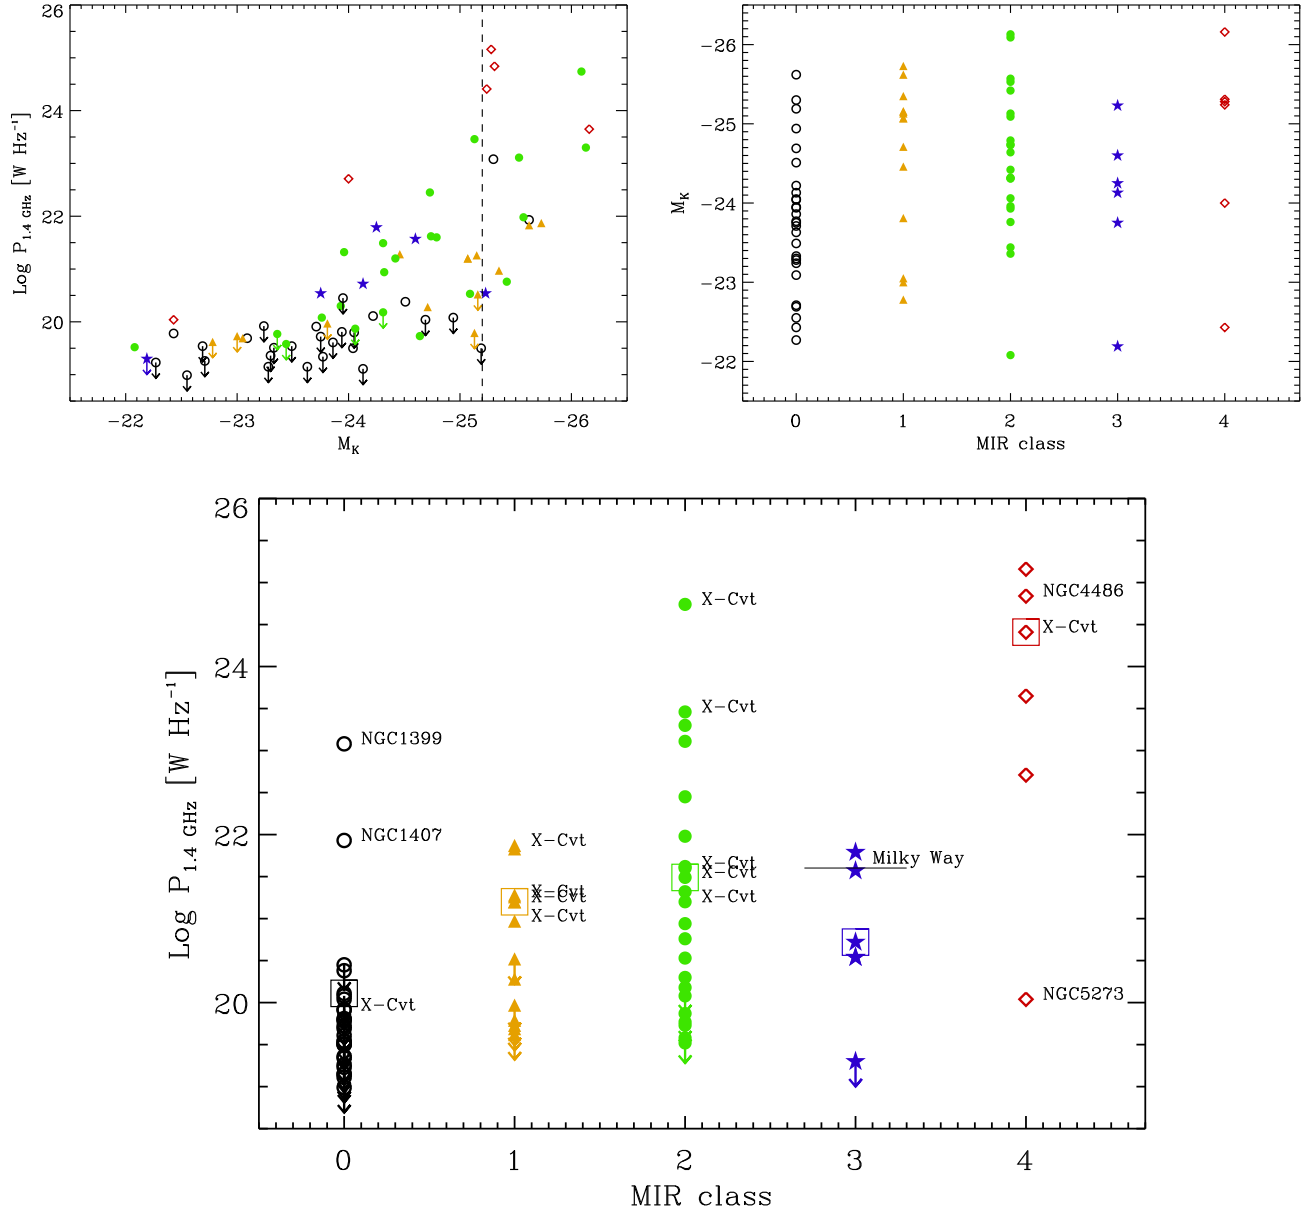 26
24
22
20
Log P1.4 GHz [W Hz-1]
-22 -23 -24 -25 -26
MK
-26
-25
-24
-23
-22
MK
0 1 2 3 4
MIR class
26
24
22
20
Log P1.4 GHz [W Hz-1]
NGC1399
NGC1407
X-Cvt
X-Cvt
X-Cvt
X-Cvt
X-Cvt
X-Cvt
X-Cvt
X-Cvt
X-Cvt
X-Cvt
Milky Way
NGC4486
X-Cvt
NGC5273
0 1 2 3 4
MIR class